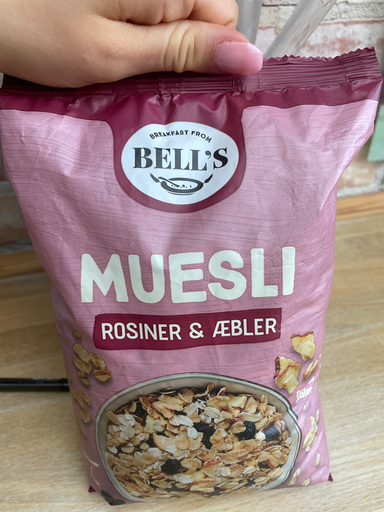 BREAKFAST FROM
BELL'S
MUESLI
ROSINER & ÆBLER